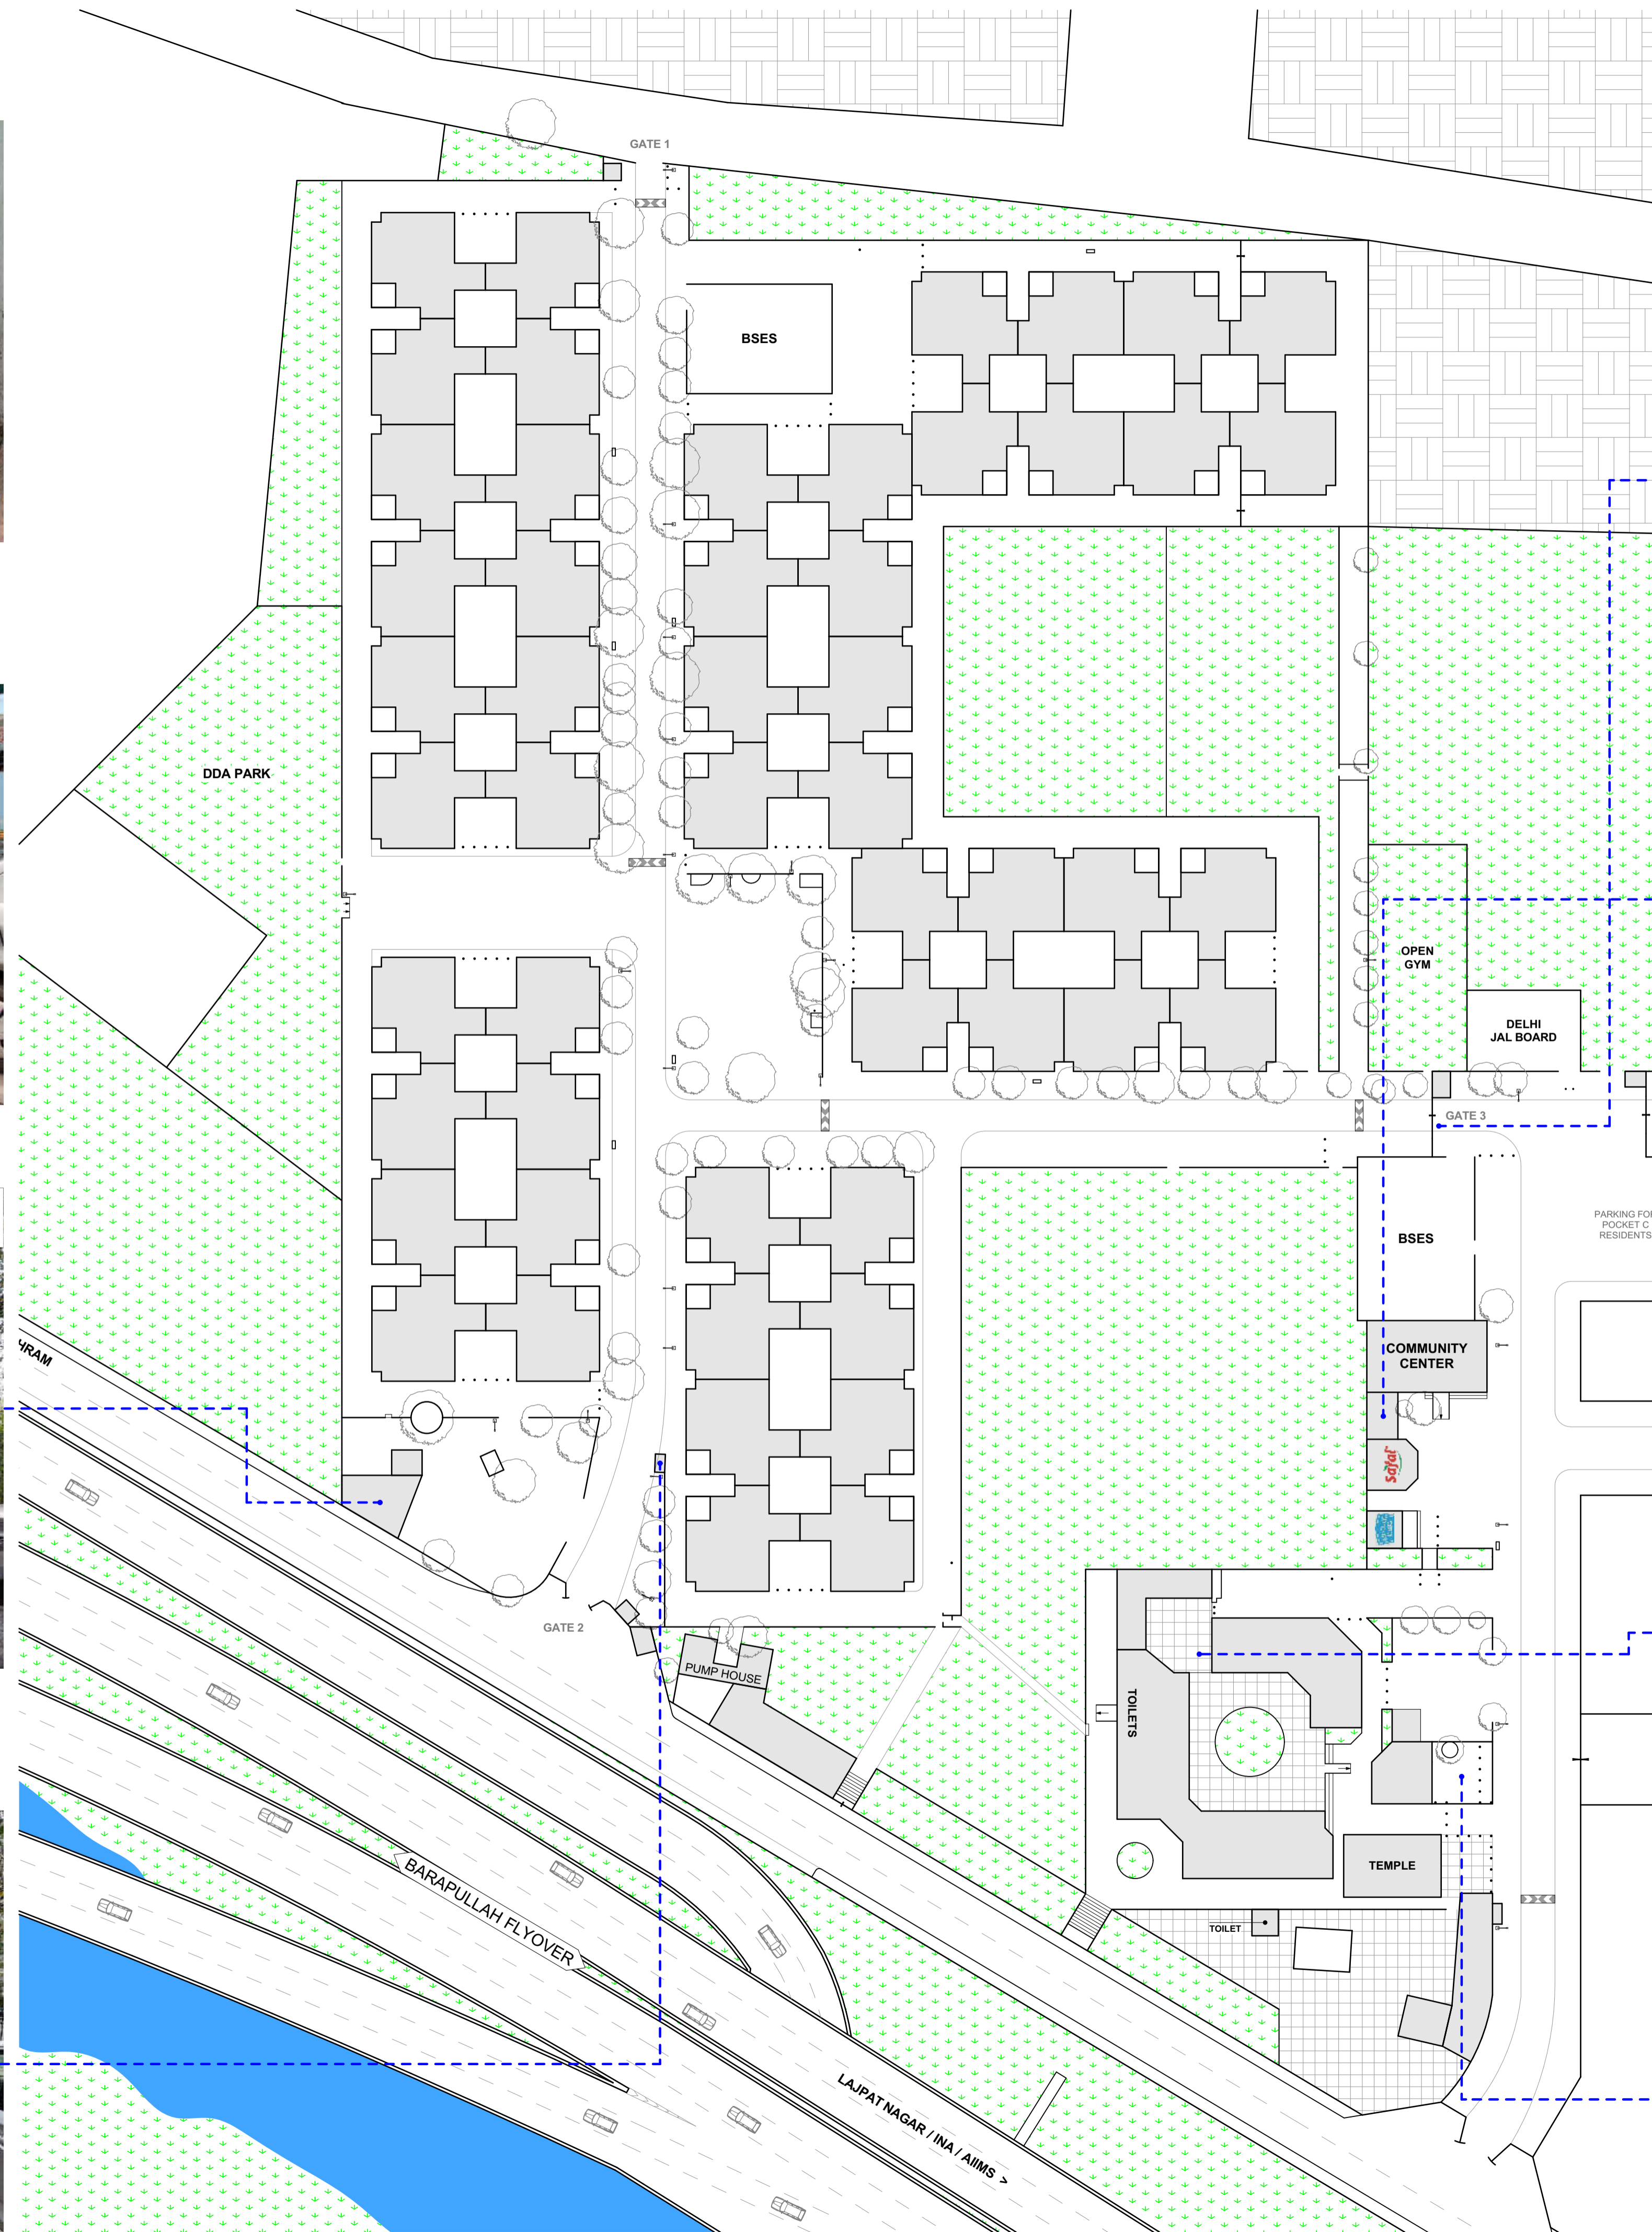 GATE 1
BSES
DDA PARK
OPEN
GYM
DELHI
JAL BOARD
GATE 3
PARKING FO
POCKET C
RESIDENTS
BSES
COMMUNITY
CENTER
HRAM
Safal
GATE 2
PUMP HOUSE
TOILETS
BARAPULLAH FLYOVER
TEMPLE
TOILET
LAJPAT NAGAR / INA / AIIMS >